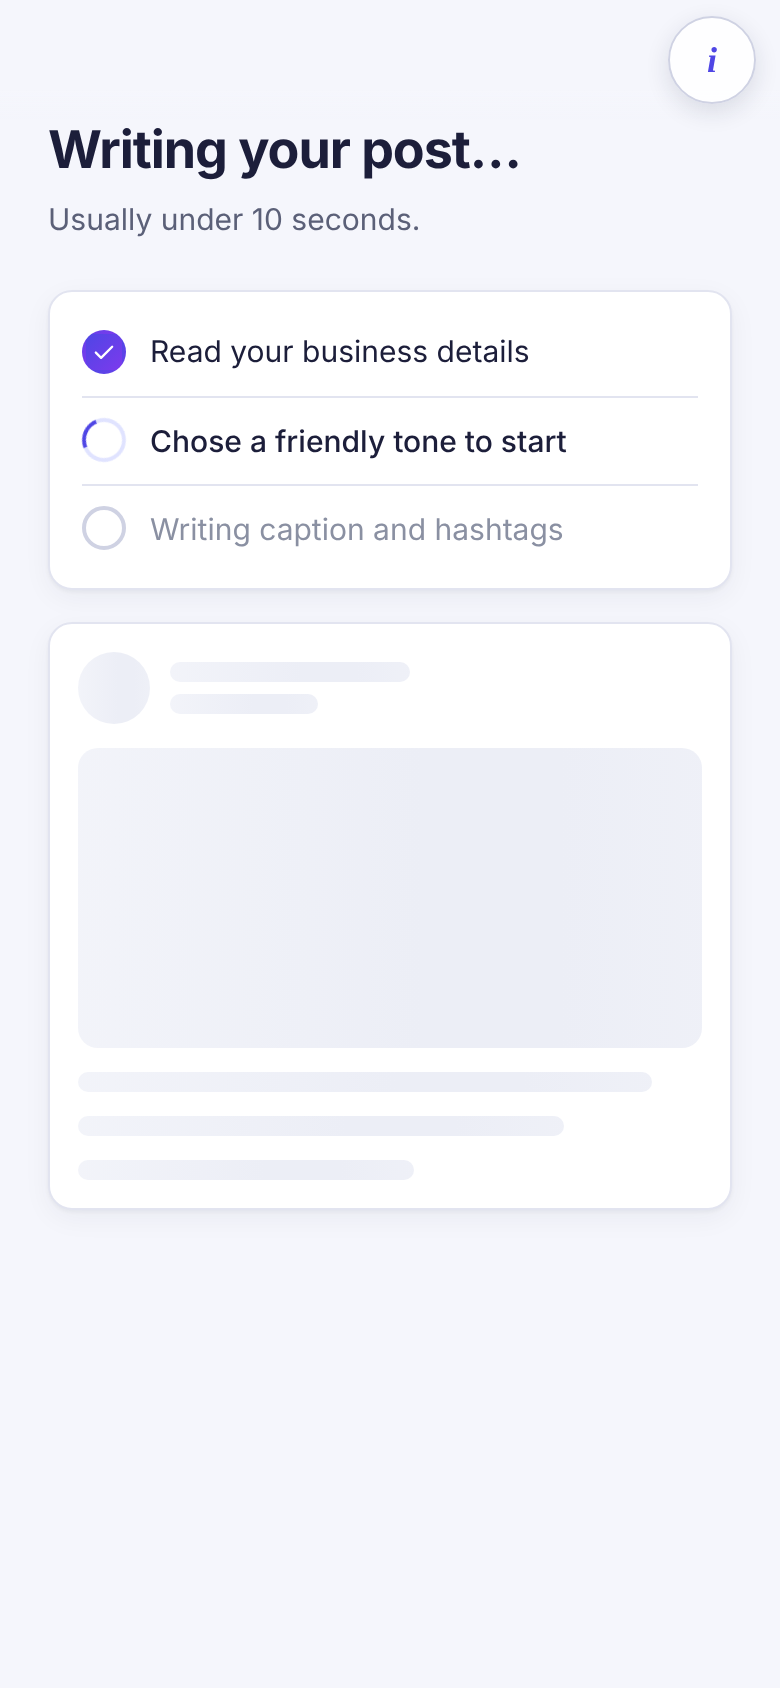 i
Writing your post...
Usually under 10 seconds.
Read your business details
Chose a friendly tone to start
Writing caption and hashtags